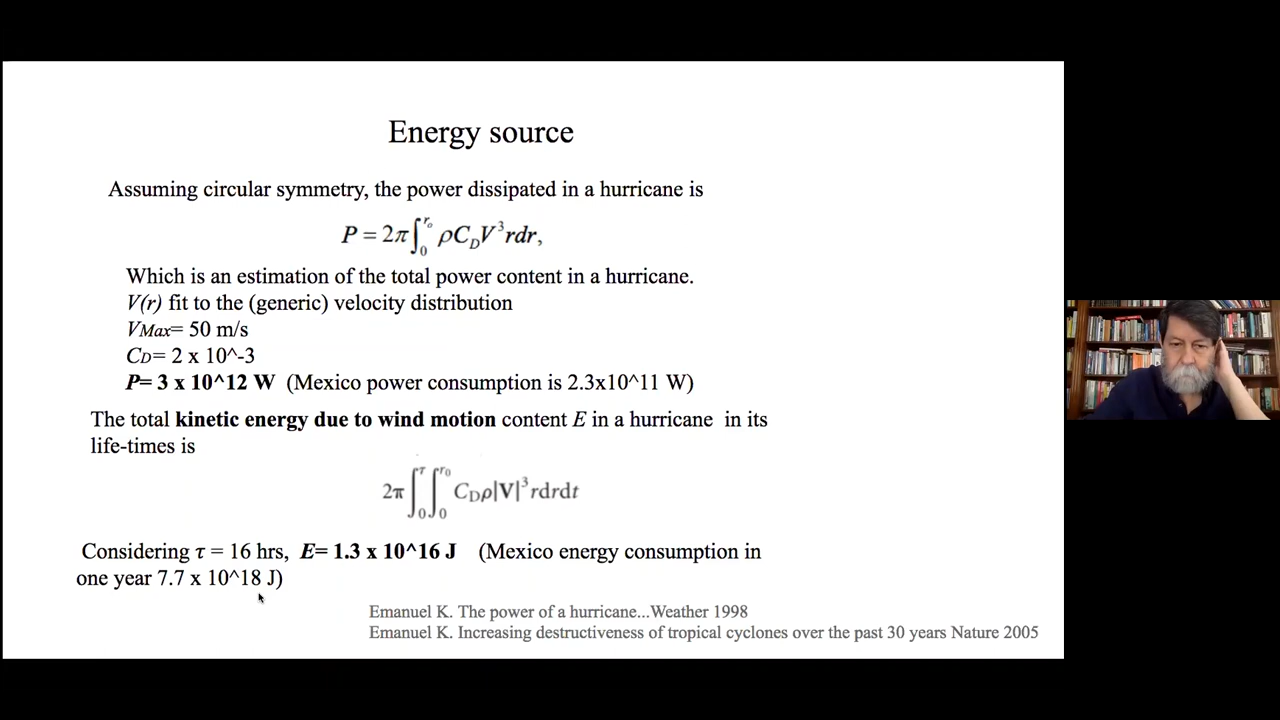 Energy source
Assuming circular symmetry, the power dissipated in a hurricane is
P = 2π∫₀^{r₀} ρC_D V³rdr,
Which is an estimation of the total power content in a hurricane.
V(r) fit to the (generic) velocity distribution
VMax= 50 m/s
CD= 2 x 10^-3
P= 3 x 10^12 W (Mexico power consumption is 2.3x10^11 W)
The total kinetic energy due to wind motion content E in a hurricane in its
life-times is
2π∫₀^τ∫₀^{r₀} C_Dρ|V|³rdrdt
Considering τ = 16 hrs, E= 1.3 x 10^16 J (Mexico energy consumption in
one year 7.7 x 10^18 J)
Emanuel K. The power of a hurricane...Weather 1998
Emanuel K. Increasing destructiveness of tropical cyclones over the past 30 years Nature 2005